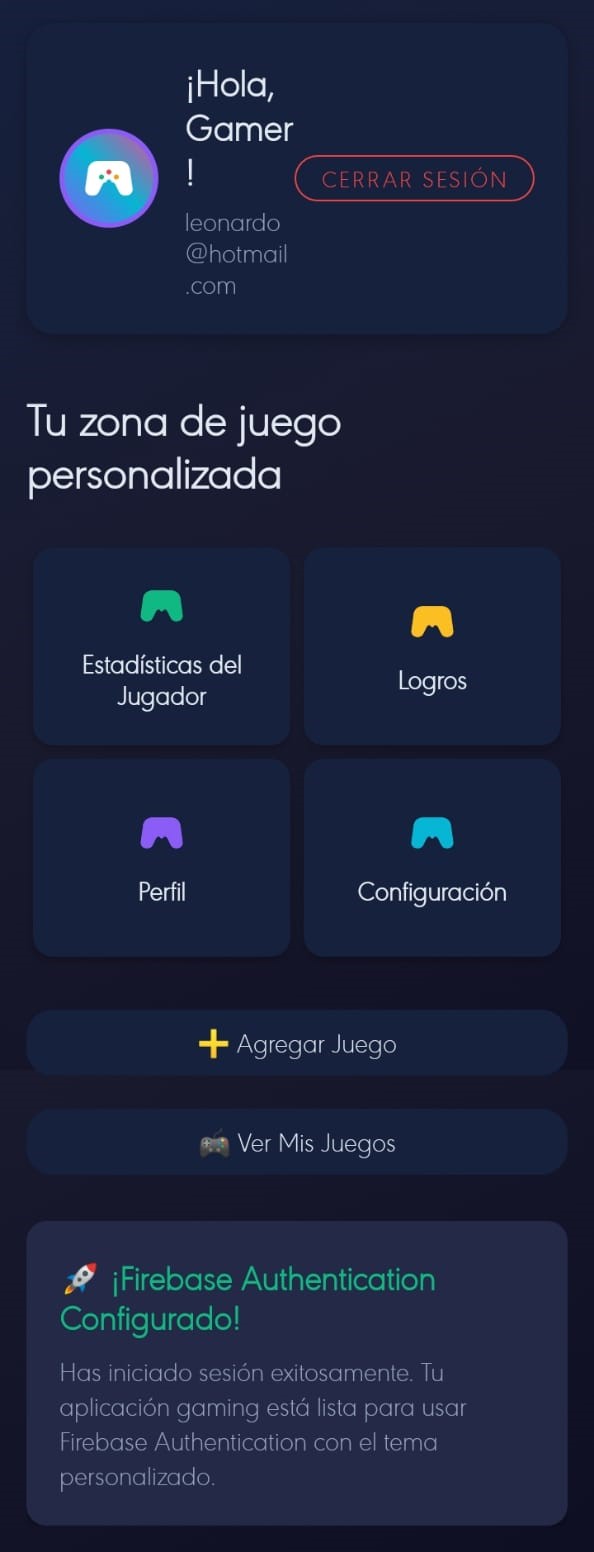 ¡Hola,
Gamer
!
leonardo
@hotmail
.com
CERRAR SESIÓN
Tu zona de juego
personalizada
Estadísticas del
Jugador
Logros
Perfil
Configuración
➕ Agregar Juego
🎮 Ver Mis Juegos
🚀 ¡Firebase Authentication
Configurado!
Has iniciado sesión exitosamente. Tu
aplicación gaming está lista para usar
Firebase Authentication con el tema
personalizado.